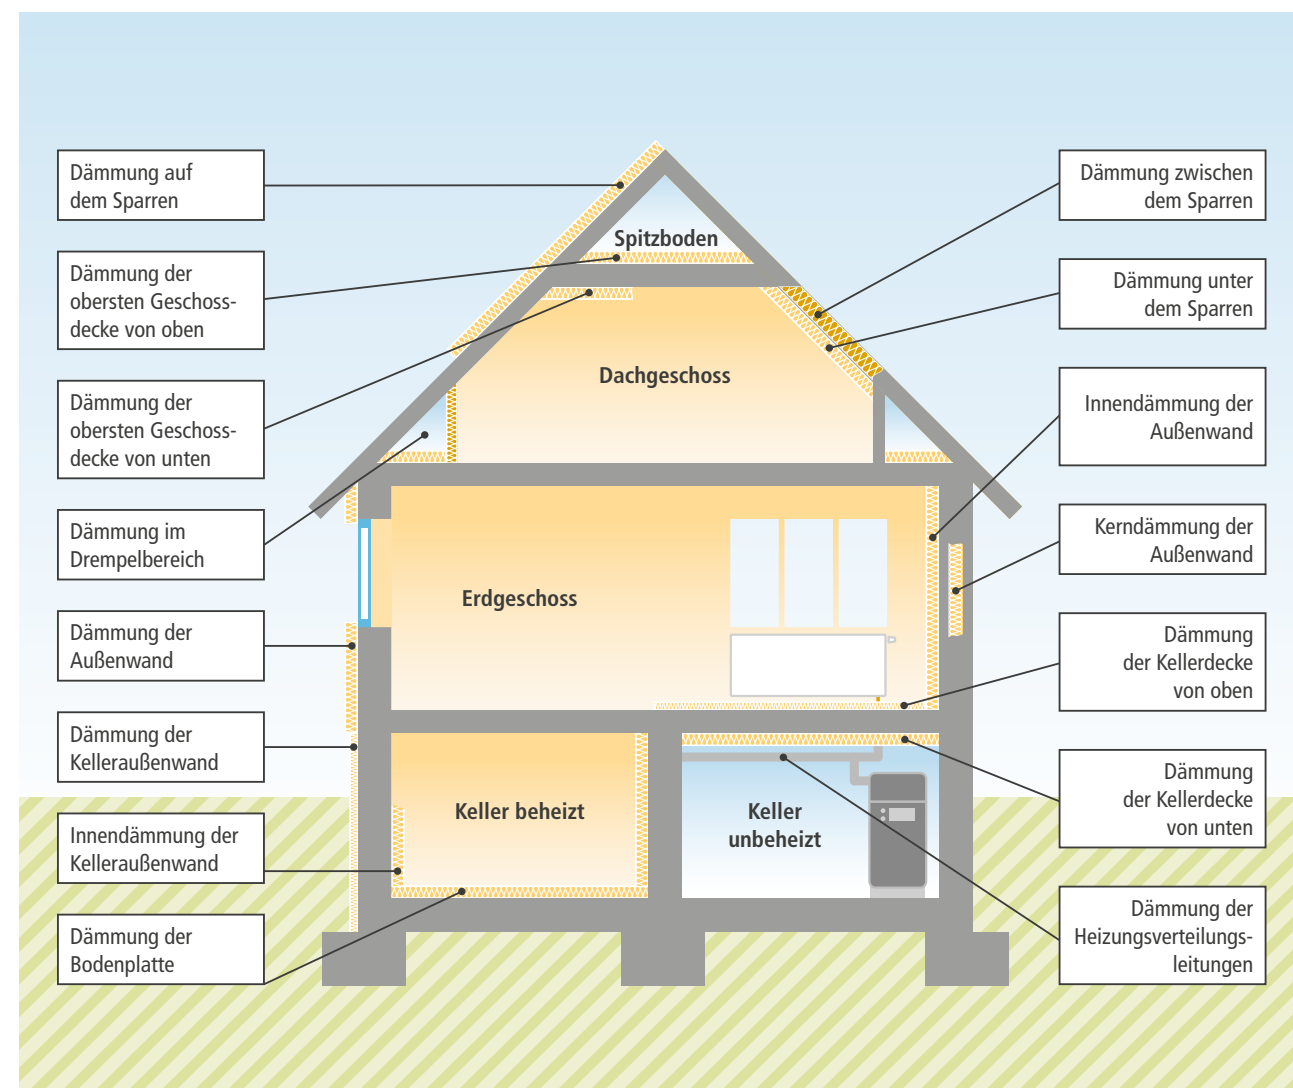 Dämmung auf
dem Sparren
Dämmung der
obersten Geschoss-
decke von oben
Dämmung der
obersten Geschoss-
decke von unten
Dämmung im
Drempelbereich
Dämmung der
Außenwand
Dämmung der
Kelleraußenwand
Innendämmung der
Kelleraußenwand
Dämmung der
Bodenplatte
Spitzboden
Dachgeschoss
Erdgeschoss
Keller beheizt
Keller
unbeheizt
Dämmung zwischen
dem Sparren
Dämmung unter
dem Sparren
Innendämmung der
Außenwand
Kerndämmung der
Außenwand
Dämmung
der Kellerdecke
von oben
Dämmung
der Kellerdecke
von unten
Dämmung der
Heizungsverteilungs-
leitungen